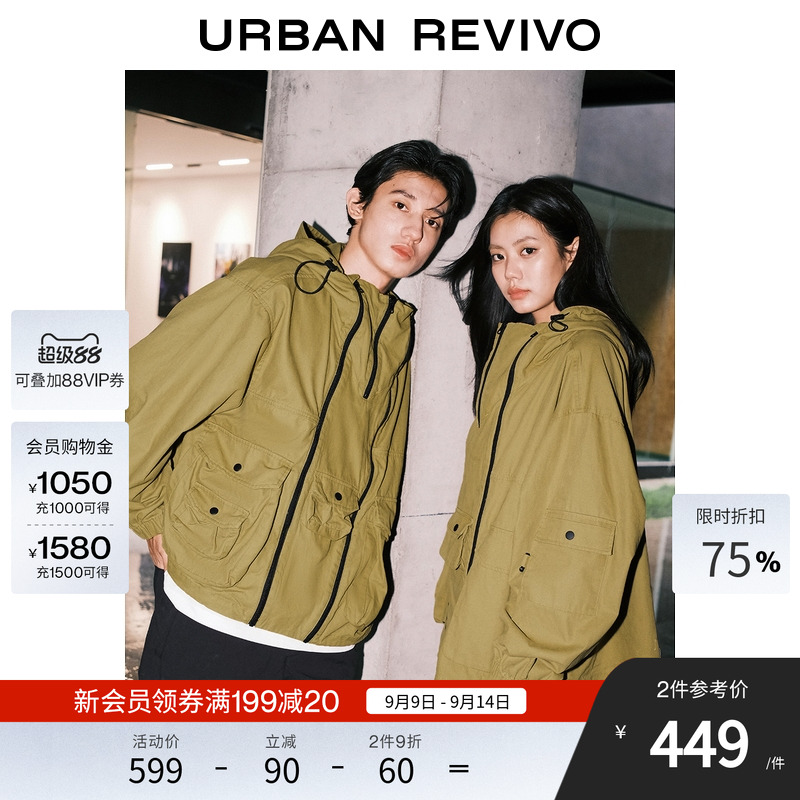 URBAN REVIVO
超级88
可叠加88VIP券
会员购物金
¥1050
充1000可得
¥1580
充1500可得
限时折扣
75%
新会员领券满199减20
9月9日 - 9月14日
活动价 立减 2件9折
599 - 90 - 60 =
2件参考价
¥ 449 /件